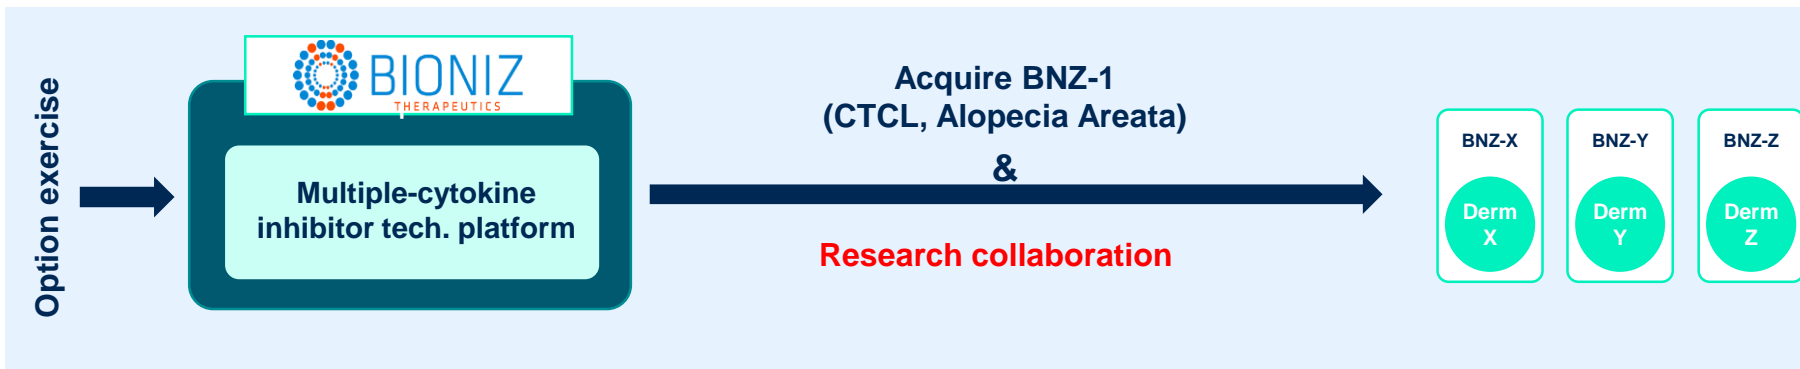 Option exercise
BIONIZ
THERAPEUTICS
Multiple-cytokine
inhibitor tech. platform
Acquire BNZ-1
(CTCL, Alopecia Areata)
&
Research collaboration
BNZ-X
Derm
X
BNZ-Y
Derm
Y
BNZ-Z
Derm
Z